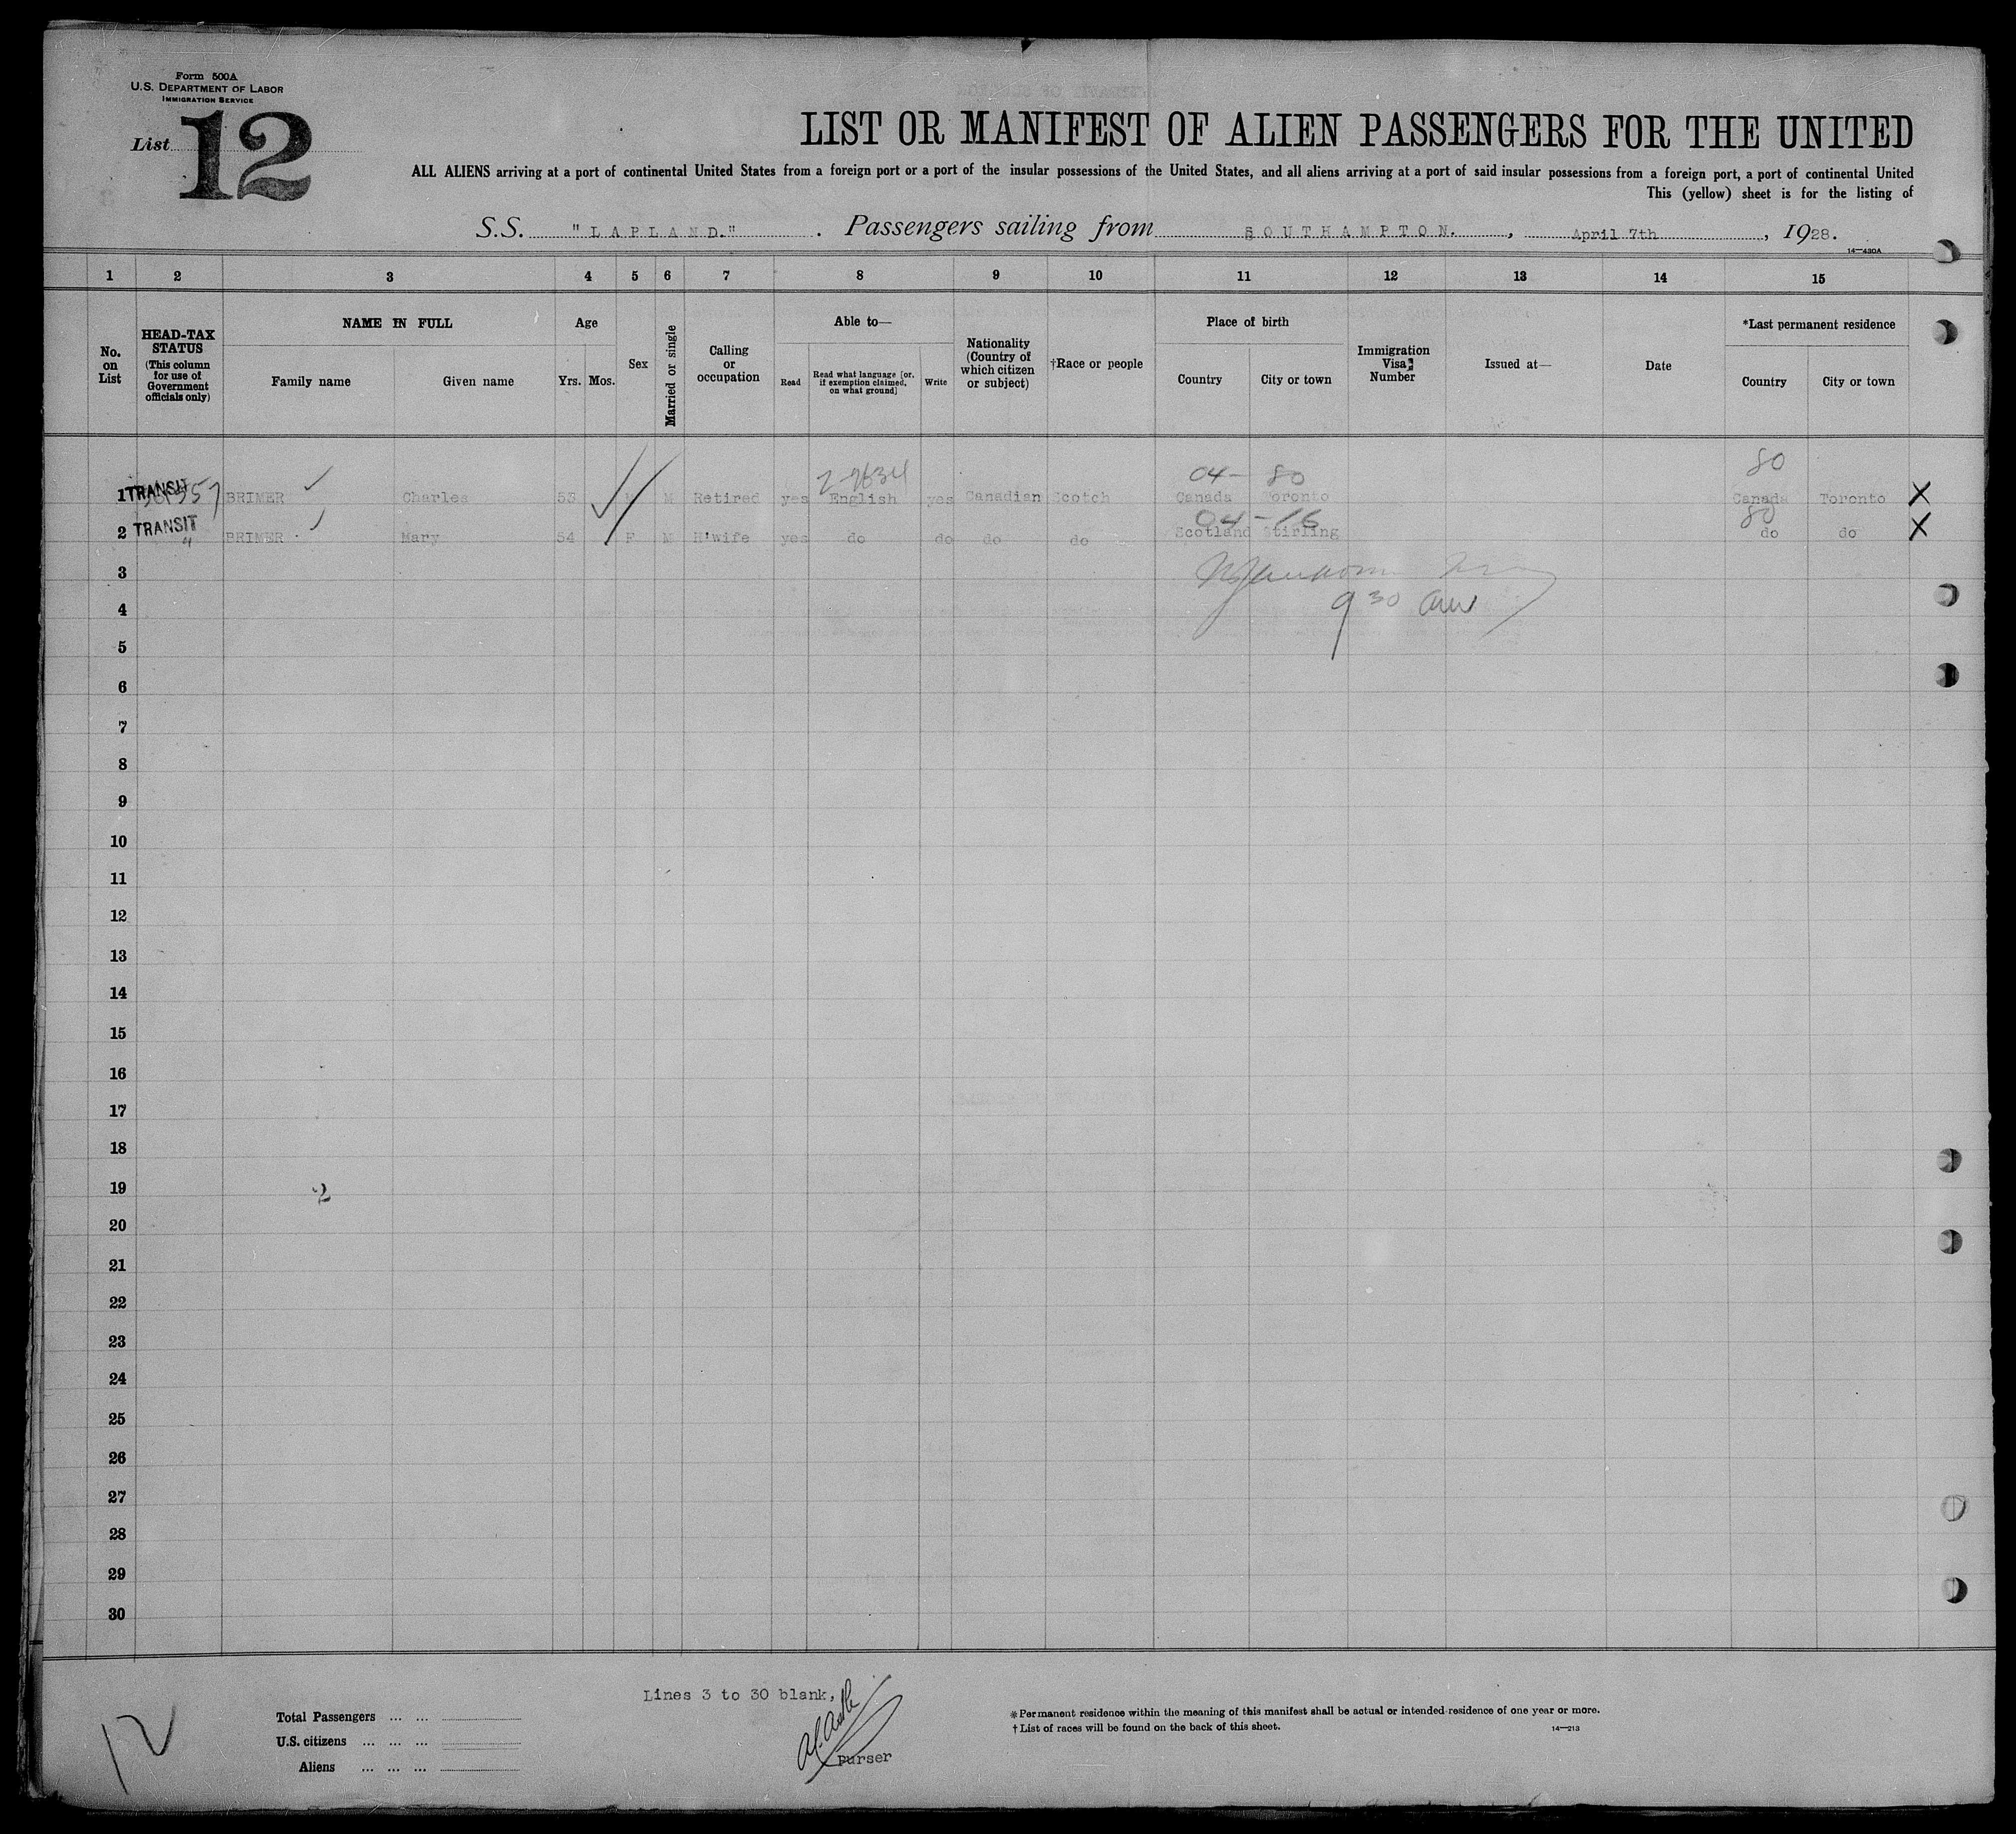 Form 500A
U.S. DEPARTMENT OF LABOR
IMMIGRATION SERVICE
List 12
LIST OR MANIFEST OF ALIEN PASSENGERS FOR THE UNITED
ALL ALIENS arriving at a port of continental United States from a foreign port or a port of the insular possessions of the United States, and all aliens arriving at a port of said insular possessions from a foreign port, a port of continental United
This (yellow) sheet is for the listing of
S.S. "LAPLAND." Passengers sailing from SOUTHAMPTON. , April 7th , 1928.
14—430A
1 2 3 4 5 6 7 8 9 10 11 12 13 14 15
No. on List
HEAD-TAX STATUS (This column for use of Government officials only)
NAME IN FULL
Family name Given name
Age
Yrs. Mos.
Sex
Married or single
Calling or occupation
Able to—
Read
Read what language [or, if exemption claimed, on what ground]
Write
Nationality (Country of which citizen or subject)
†Race or people
Place of birth
Country City or town
Immigration Visa Number
Issued at—
Date
*Last permanent residence
Country City or town
2-2634 04- 80 80
1 TRANSIT BRIMER Charles 53 M M Retired yes English yes Canadian Scotch Canada Toronto Canada Toronto X
04-16 80
2 TRANSIT " BRIMER Mary 54 F M H'wife yes do do do do Scotland Stirling do do X
3
9 30 am
4
5
6
7
8
9
10
11
12
13
14
15
16
17
18
19 2
20
21
22
23
24
25
26
27
28
29
30
Lines 3 to 30 blank,
Total Passengers ... ...
U.S. citizens ... ... ...
Aliens ... ... ...
Purser
*Permanent residence within the meaning of this manifest shall be actual or intended residence of one year or more.
†List of races will be found on the back of this sheet.
14—213
12